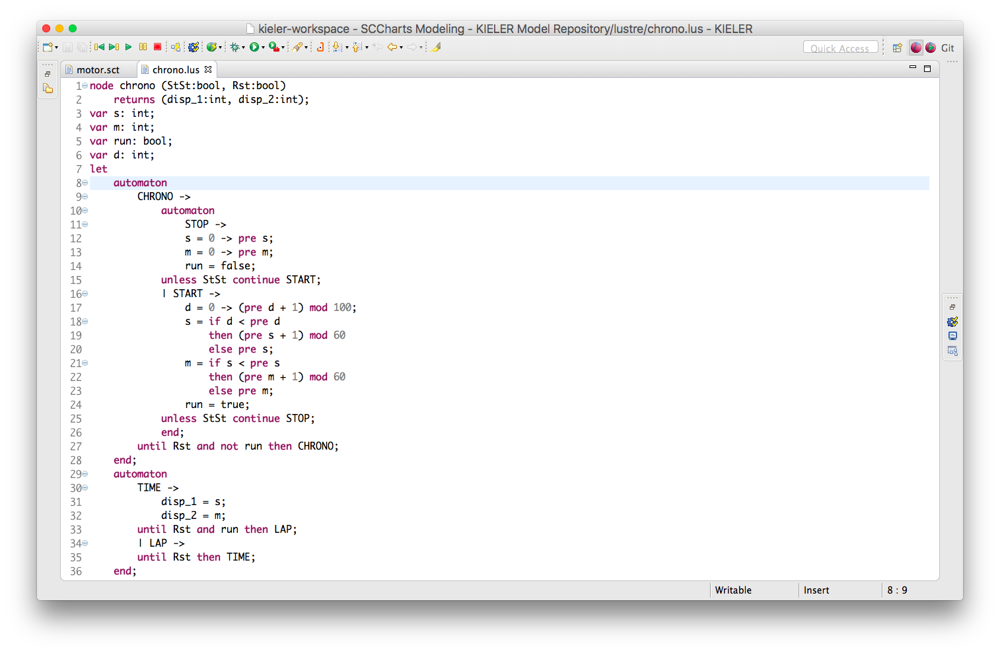 kieler-workspace - SCCharts Modeling - KIELER Model Repository/lustre/chrono.lus - KIELER
Quick Access
Git
motor.sct
chrono.lus
1 node chrono (StSt:bool, Rst:bool)
2 returns (disp_1:int, disp_2:int);
3 var s: int;
4 var m: int;
5 var run: bool;
6 var d: int;
7 let
8 automaton
9 CHRONO ->
10 automaton
11 STOP ->
12 s = 0 -> pre s;
13 m = 0 -> pre m;
14 run = false;
15 unless StSt continue START;
16 | START ->
17 d = 0 -> (pre d + 1) mod 100;
18 s = if d < pre d
19 then (pre s + 1) mod 60
20 else pre s;
21 m = if s < pre s
22 then (pre m + 1) mod 60
23 else pre m;
24 run = true;
25 unless StSt continue STOP;
26 end;
27 until Rst and not run then CHRONO;
28 end;
29 automaton
30 TIME ->
31 disp_1 = s;
32 disp_2 = m;
33 until Rst and run then LAP;
34 | LAP ->
35 until Rst then TIME;
36 end;
Writable
Insert
8 : 9